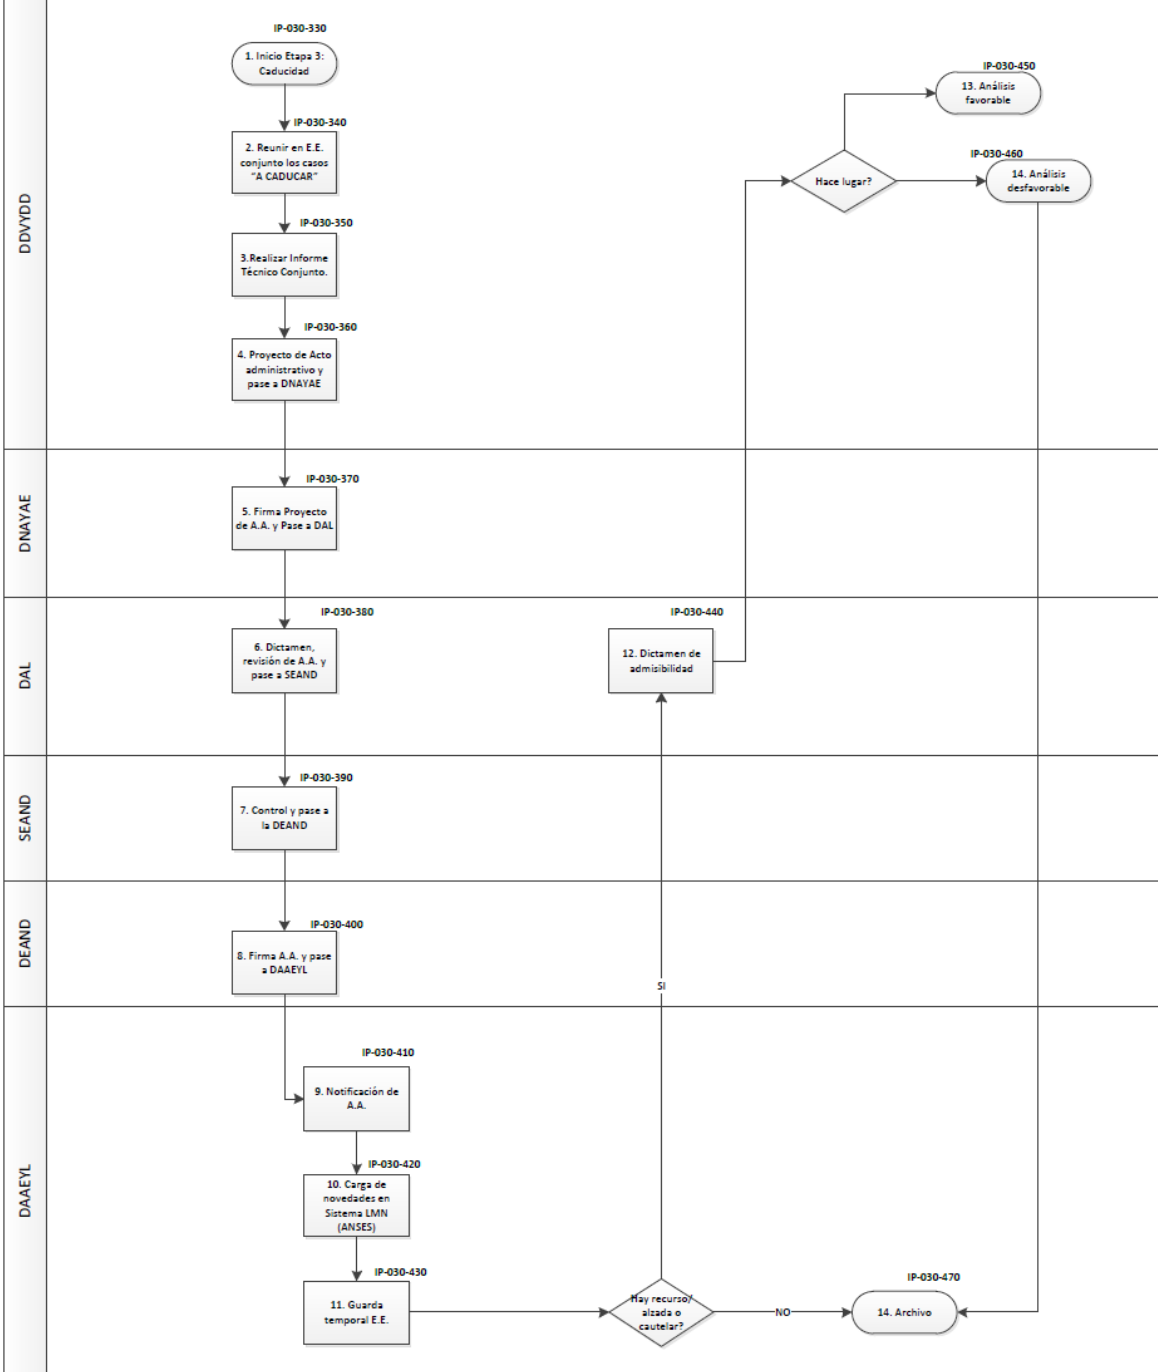 DDVYDD
IP-030-330
1. Inicio Etapa 3:
Caducidad
IP-030-340
2. Reunir en E.E.
conjunto los casos
"A CADUCAR"
IP-030-350
3.Realizar Informe
Técnico Conjunto.
IP-030-360
4. Proyecto de Acto
administrativo y
pase a DNAYAE
Hace lugar?
IP-030-450
13. Análisis
favorable
IP-030-460
14. Análisis
desfavorable
DNAYAE
IP-030-370
5. Firma Proyecto
de A.A. y Pase a DAL
DAL
IP-030-380
6. Dictamen,
revisión de A.A. y
pase a SEAND
IP-030-440
12. Dictamen de
admisibilidad
SEAND
IP-030-390
7. Control y pase a
la DEAND
DEAND
IP-030-400
8. Firma A.A. y pase
a DAAEYL
SI
DAAEYL
IP-030-410
9. Notificación de
A.A.
IP-030-420
10. Carga de
novedades en
Sistema LMN
(ANSES)
IP-030-430
11. Guarda
temporal E.E.
Hay recurso/
alzada o
cautelar?
NO
IP-030-470
14. Archivo